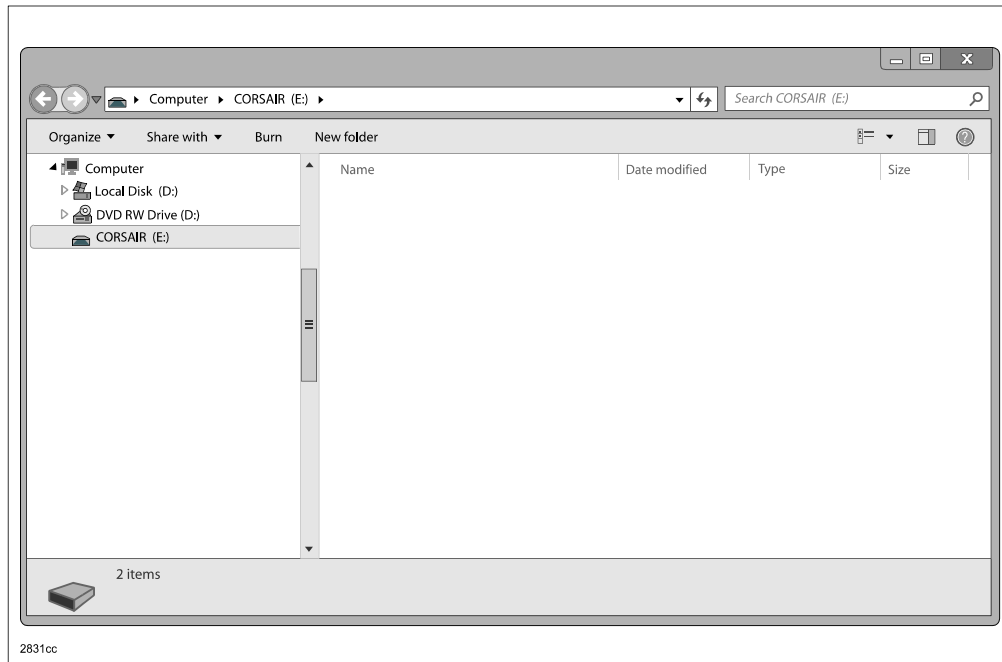 X
Computer CORSAIR (E:)
Search CORSAIR (E:)
Organize Share with Burn New folder
?
Computer
Local Disk (D:)
DVD RW Drive (D:)
CORSAIR (E:)
Name Date modified Type Size
2 items
2831cc